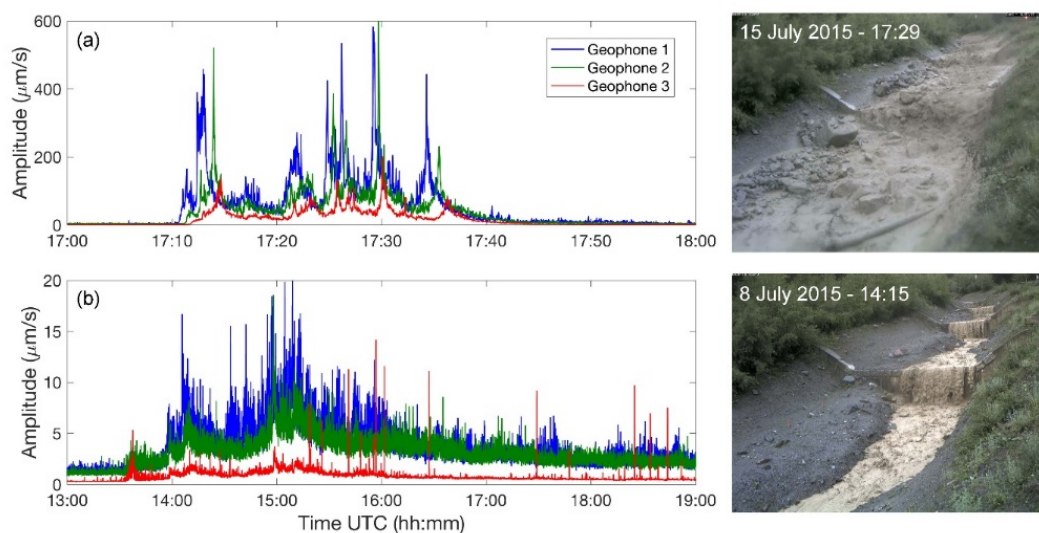 (a)
600
400
200
0
Amplitude (μm/s)
Geophone 1
Geophone 2
Geophone 3
17:00 17:10 17:20 17:30 17:40 17:50 18:00
15 July 2015 - 17:29
(b)
20
15
10
5
0
Amplitude (μm/s)
13:00 14:00 15:00 16:00 17:00 18:00 19:00
Time UTC (hh:mm)
8 July 2015 - 14:15